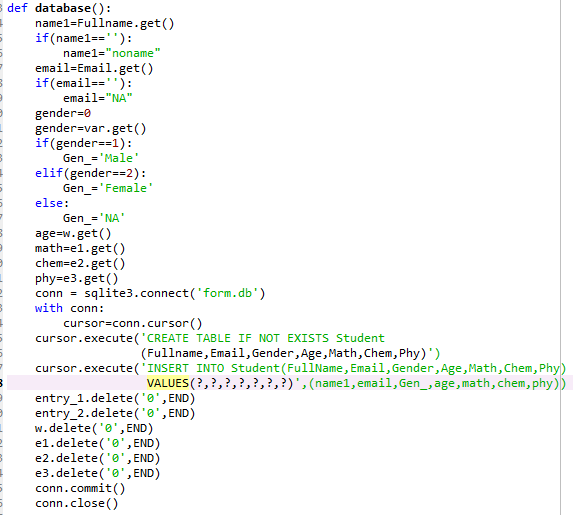 def database():
    name1=Fullname.get()
    if(name1==''):
        name1="noname"
    email=Email.get()
    if(email==''):
        email="NA"
    gender=0
    gender=var.get()
    if(gender==1):
        Gen_='Male'
    elif(gender==2):
        Gen_='Female'
    else:
        Gen_='NA'
    age=w.get()
    math=e1.get()
    chem=e2.get()
    phy=e3.get()
    conn = sqlite3.connect('form.db')
    with conn:
        cursor=conn.cursor()
    cursor.execute('CREATE TABLE IF NOT EXISTS Student
                   (Fullname,Email,Gender,Age,Math,Chem,Phy)')
    cursor.execute('INSERT INTO Student(FullName,Email,Gender,Age,Math,Chem,Phy)
                    VALUES(?,?,?,?,?,?,?)',(name1,email,Gen_,age,math,chem,phy))
    entry_1.delete('0',END)
    entry_2.delete('0',END)
    w.delete('0',END)
    e1.delete('0',END)
    e2.delete('0',END)
    e3.delete('0',END)
    conn.commit()
    conn.close()